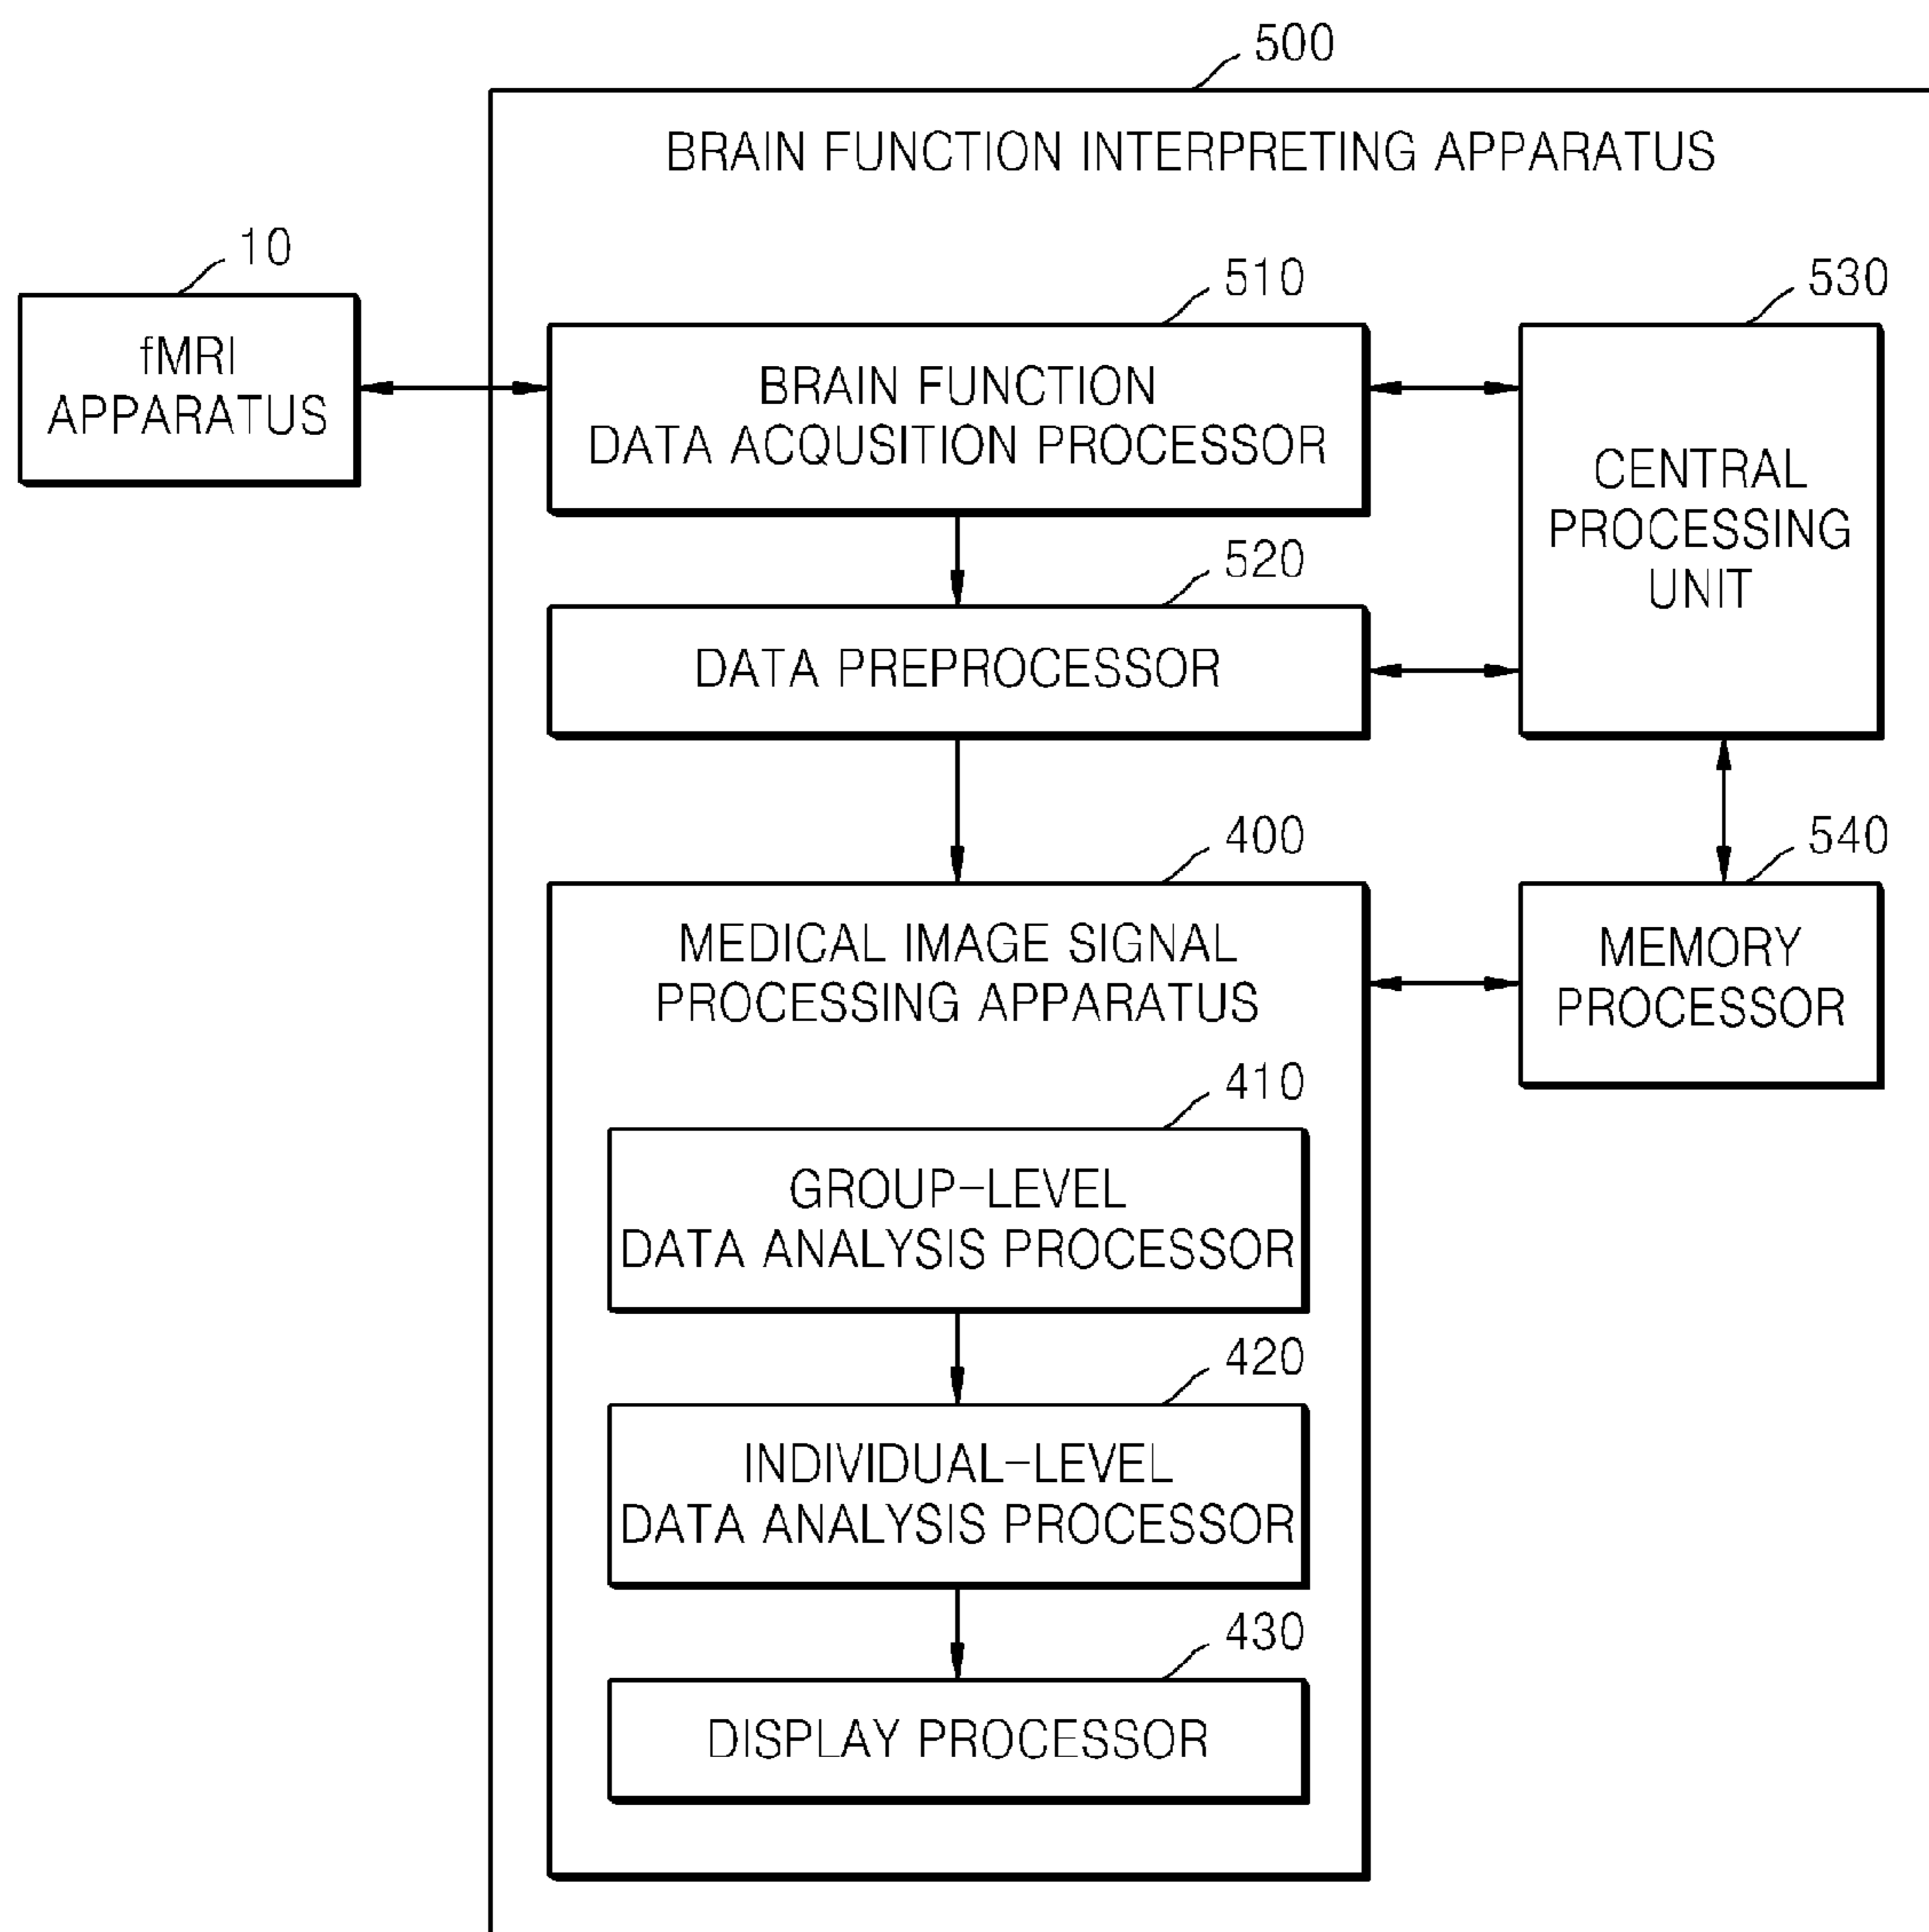 500
BRAIN FUNCTION INTERPRETING APPARATUS
10
fMRI
APPARATUS
510
BRAIN FUNCTION
DATA ACQUSITION PROCESSOR
530
CENTRAL
PROCESSING
UNIT
520
DATA PREPROCESSOR
400
MEDICAL IMAGE SIGNAL
PROCESSING APPARATUS
540
MEMORY
PROCESSOR
410
GROUP-LEVEL
DATA ANALYSIS PROCESSOR
420
INDIVIDUAL-LEVEL
DATA ANALYSIS PROCESSOR
430
DISPLAY PROCESSOR